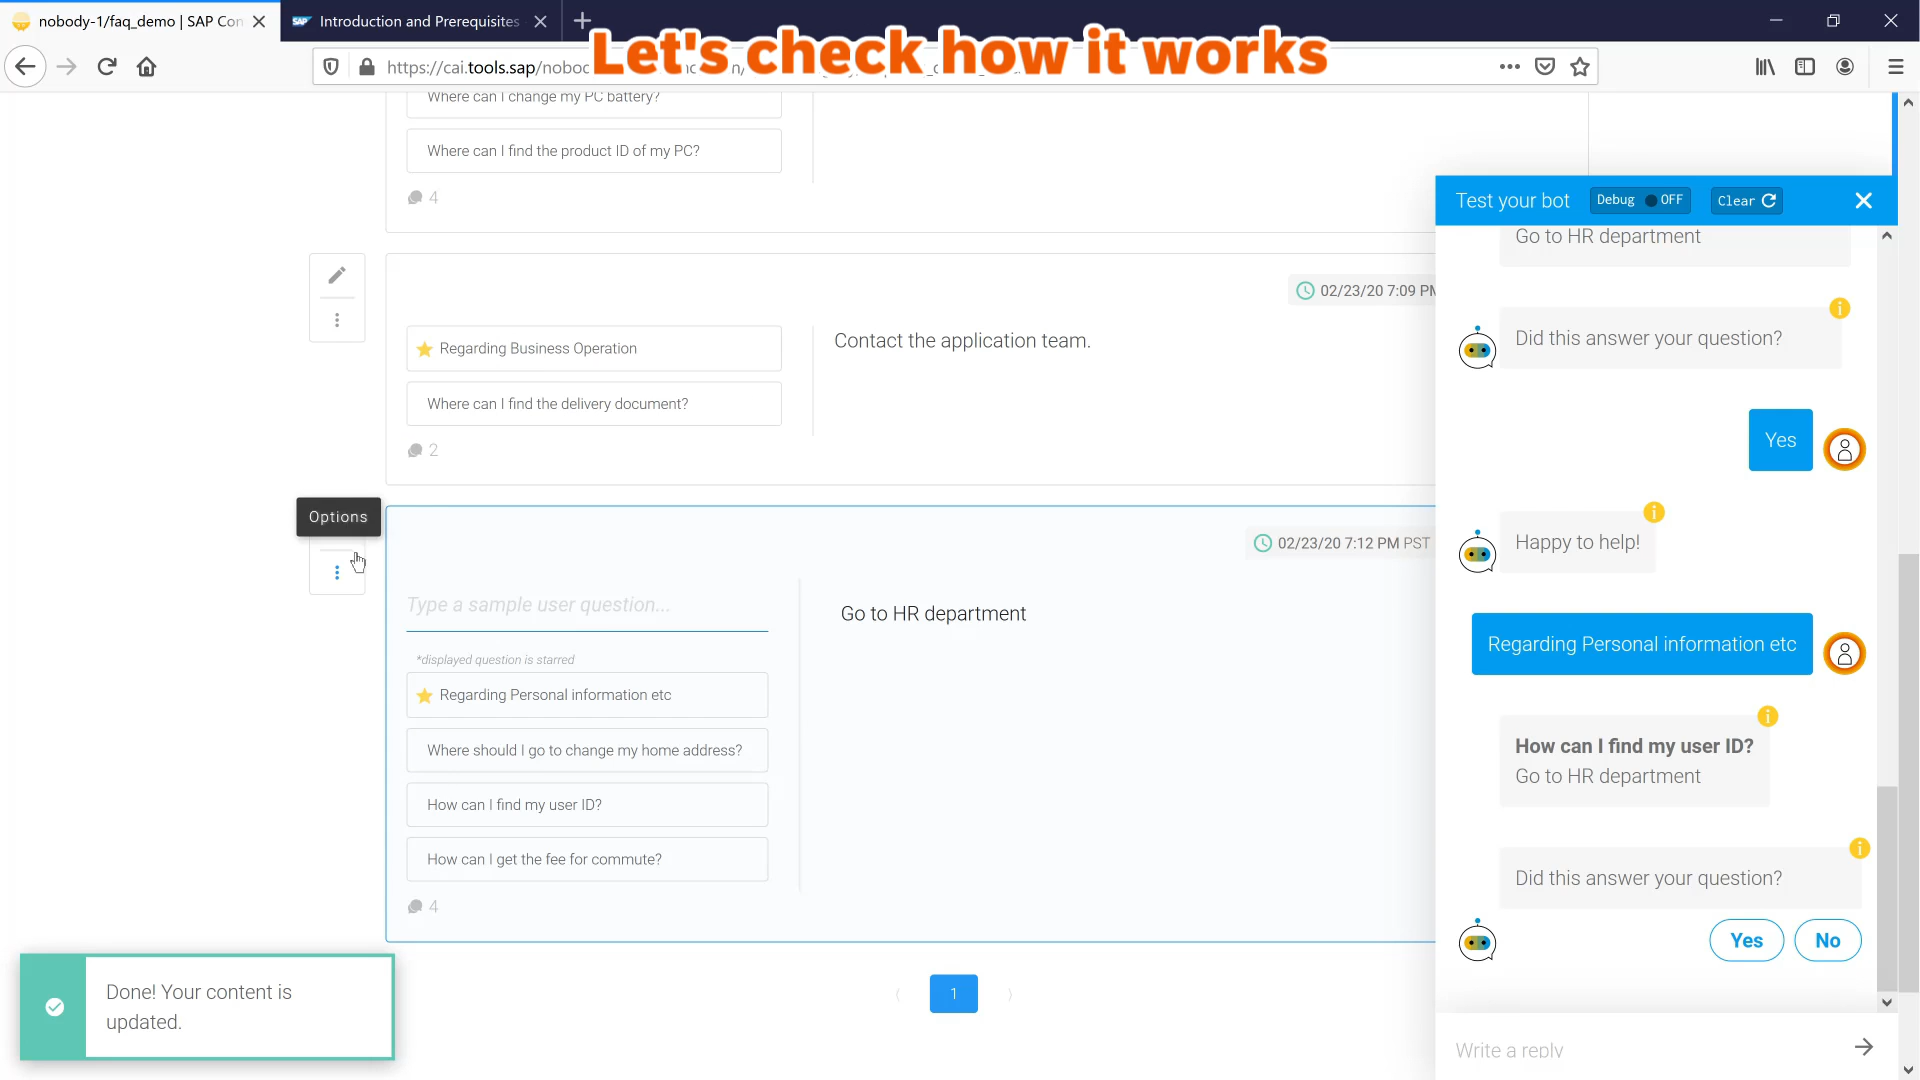 nobody-1/faq_demo | SAP Con
Introduction and Prerequisites
Let's check how it works
https://cai.tools.sap/noboc
Where can I change my PC battery?
Where can I find the product ID of my PC?
4
Test your bot
Debug OFF
Clear
Go to HR department
02/23/20 7:09 PM
Regarding Business Operation
Where can I find the delivery document?
2
Contact the application team.
Did this answer your question?
Yes
Happy to help!
Options
02/23/20 7:12 PM PST
Type a sample user question...
*displayed question is starred
Regarding Personal information etc
Where should I go to change my home address?
How can I find my user ID?
How can I get the fee for commute?
4
Go to HR department
Regarding Personal information etc
How can I find my user ID?
Go to HR department
Did this answer your question?
Yes
No
Done! Your content is
updated.
1
Write a reply